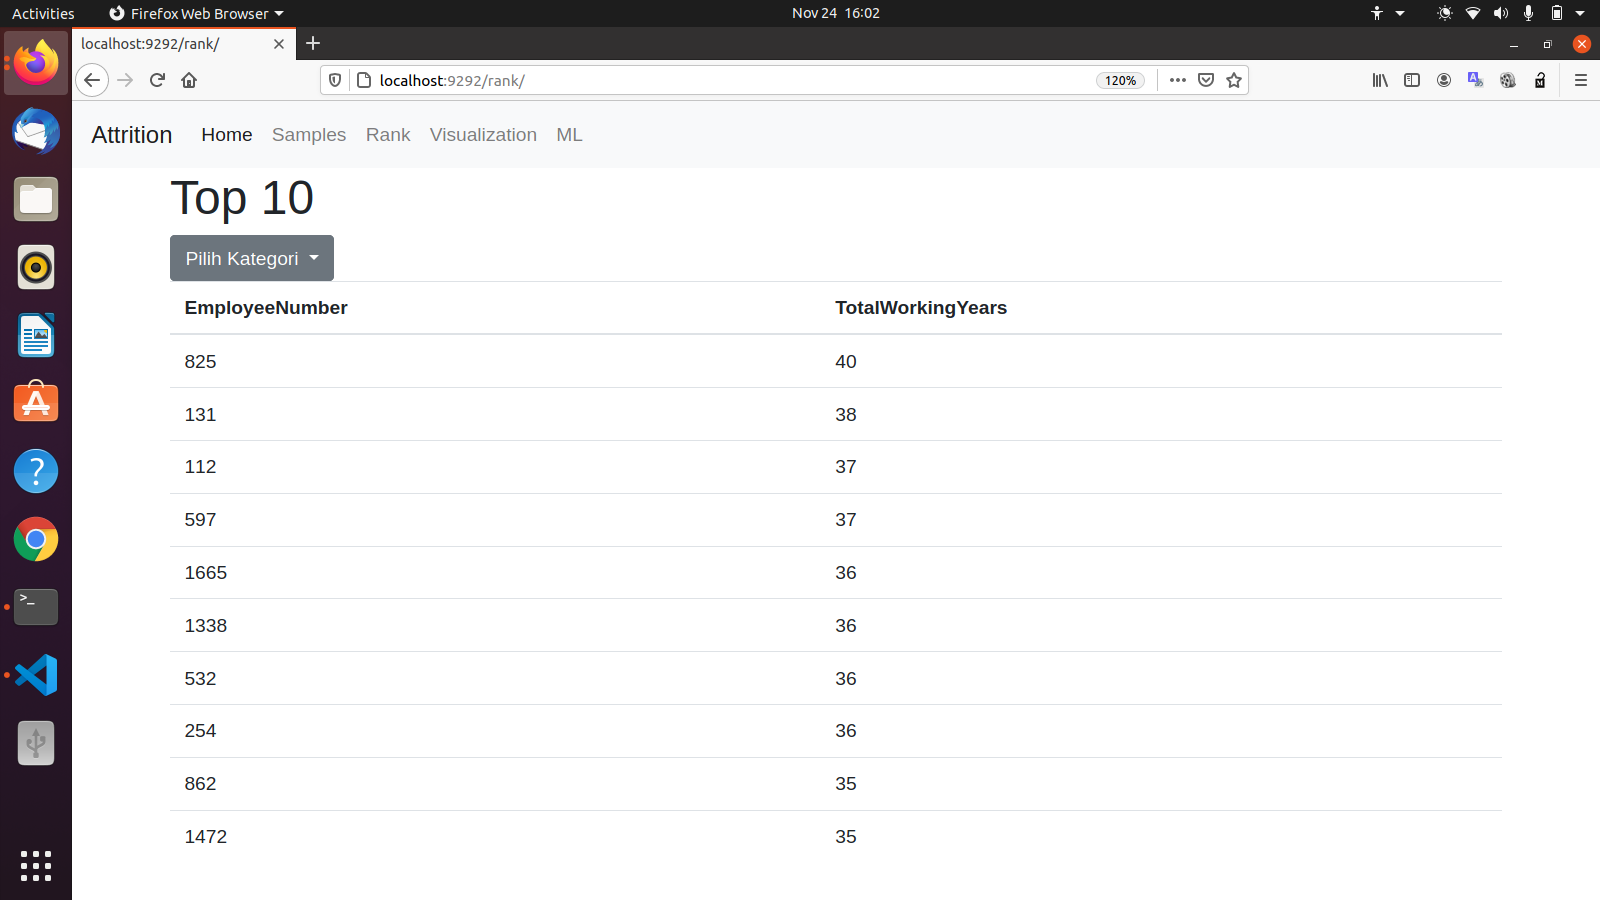 Activities Firefox Web Browser Nov 24 16:02
localhost:9292/rank/
localhost:9292/rank/ 120%
Attrition Home Samples Rank Visualization ML
Top 10
Pilih Kategori
EmployeeNumber TotalWorkingYears
825 40
131 38
112 37
597 37
1665 36
1338 36
532 36
254 36
862 35
1472 35